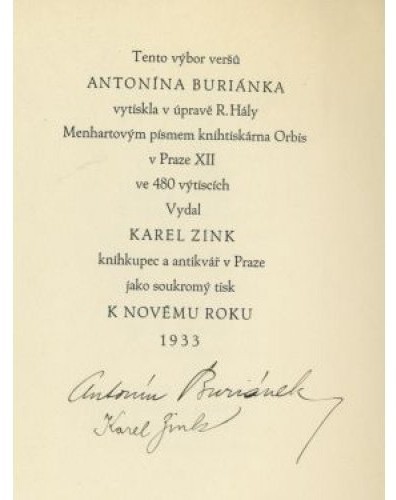 Tento výbor veršů
ANTONÍNA BURIÁNKA
vytiskla v úpravě R. Hály
Menhartovým písmem knihtiskárna Orbis
v Praze XII
ve 480 výtiscích
Vydal
KAREL ZINK
knihkupec a antikvář v Praze
jako soukromý tisk
K NOVÉMU ROKU
1933
Antonín Buriánek
Karel Zink